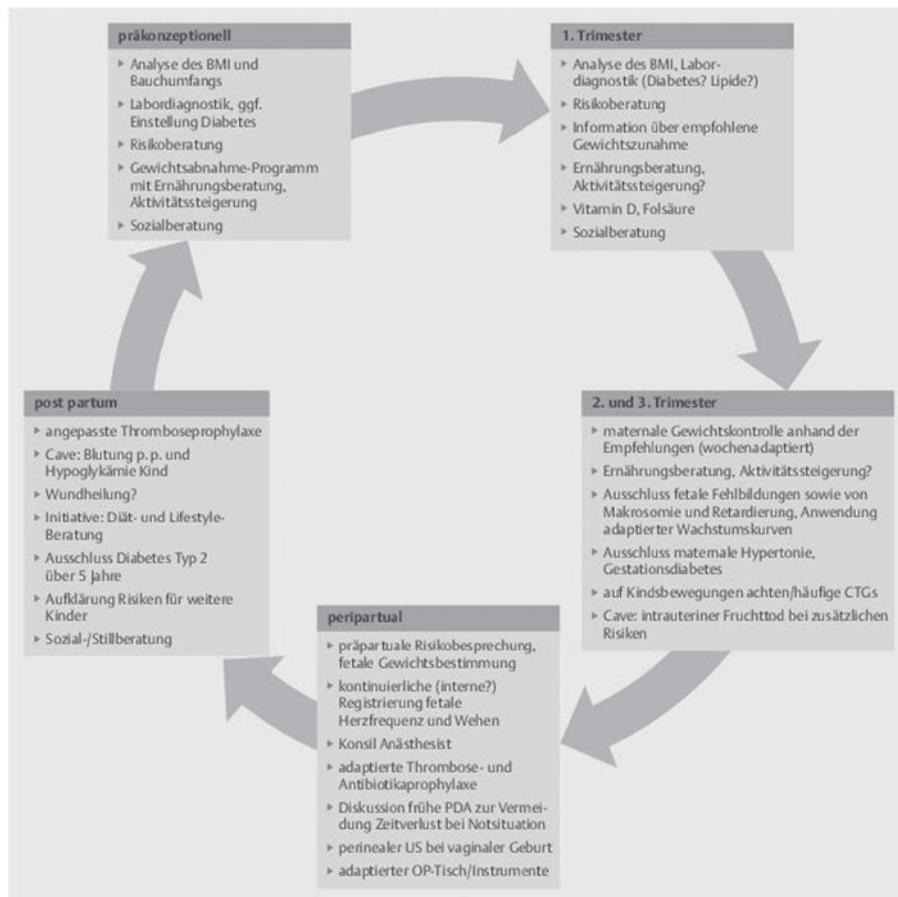 präkonzeptionell
▸ Analyse des BMI und
Bauchumfangs
▸ Labordiagnostik, ggf.
Einstellung Diabetes
▸ Risikoberatung
▸ Gewichtsabnahme-Programm
mit Ernährungsberatung,
Aktivitätssteigerung
▸ Sozialberatung
1. Trimester
▸ Analyse des BMI, Labor-
diagnostik (Diabetes? Lipide?)
▸ Risikoberatung
▸ Information über empfohlene
Gewichtszunahme
▸ Ernährungsberatung,
Aktivitätssteigerung?
▸ Vitamin D, Folsäure
▸ Sozialberatung
2. und 3. Trimester
▸ maternale Gewichtskontrolle anhand der
Empfehlungen (wochenadaptiert)
▸ Ernährungsberatung, Aktivitätssteigerung?
▸ Ausschluss fetale Fehlbildungen sowie von
Makrosomie und Retardierung, Anwendung
adaptierter Wachstumskurven
▸ Ausschluss maternale Hypertonie,
Gestationsdiabetes
▸ auf Kindsbewegungen achten/häufige CTGs
▸ Cave: intrauteriner Fruchttod bei zusätzlichen
Risiken
peripartual
▸ präpartuale Risikobesprechung,
fetale Gewichtsbestimmung
▸ kontinuierliche (interne?)
Registrierung fetale
Herzfrequenz und Wehen
▸ Konsil Anästhesist
▸ adaptierte Thrombose- und
Antibiotikaprophylaxe
▸ Diskussion frühe PDA zur Vermei-
dung Zeitverlust bei Notsituation
▸ perinealer US bei vaginaler Geburt
▸ adaptierter OP-Tisch/Instrumente
post partum
▸ angepasste Thromboseprophylaxe
▸ Cave: Blutung p. p. und
Hypoglykämie Kind
▸ Wundheilung?
▸ Initiative: Diät- und Lifestyle-
Beratung
▸ Ausschluss Diabetes Typ 2
über 5 Jahre
▸ Aufklärung Risiken für weitere
Kinder
▸ Sozial-/Stillberatung